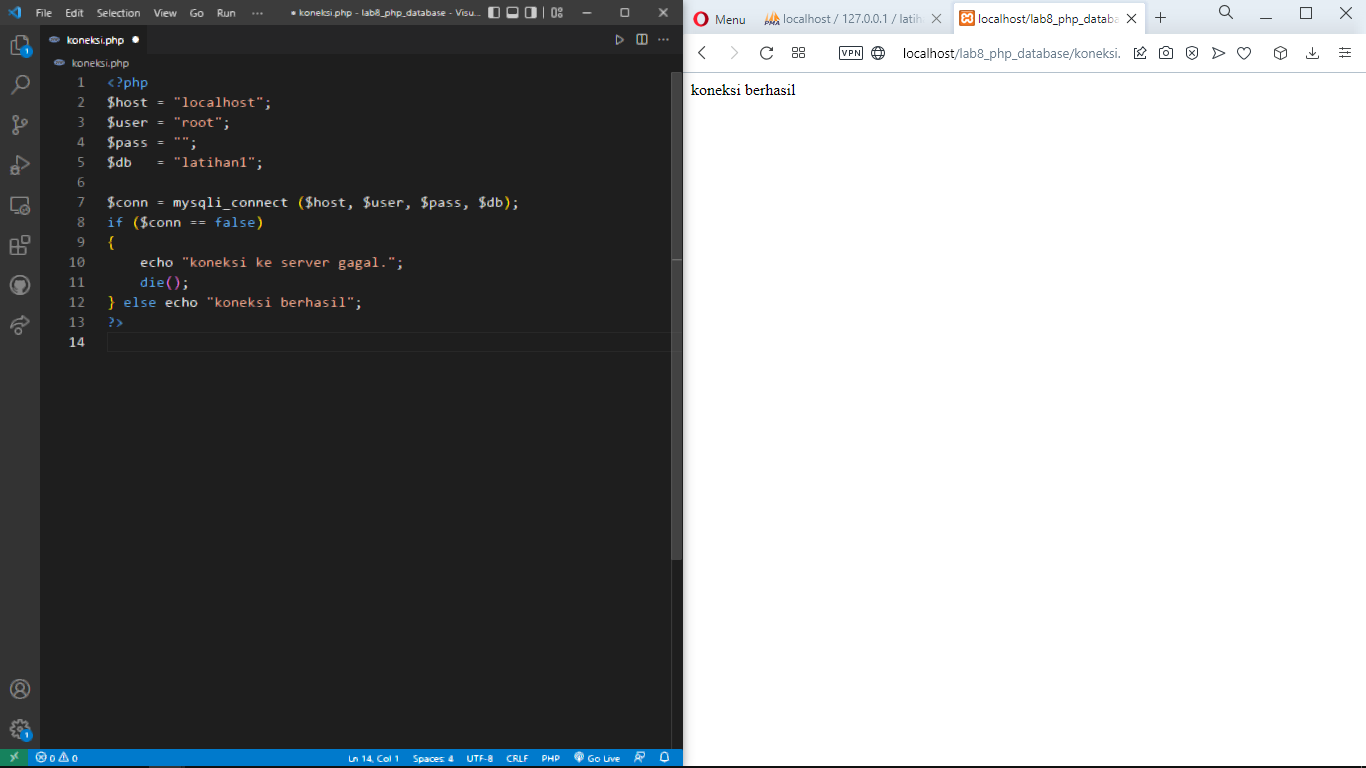 File Edit Selection View Go Run ··· ● koneksi.php - lab8_php_database - Visu...
koneksi.php ●
koneksi.php
1 <?php
2 $host = "localhost";
3 $user = "root";
4 $pass = "";
5 $db   = "latihan1";
6
7 $conn = mysqli_connect ($host, $user, $pass, $db);
8 if ($conn == false)
9 {
10     echo "koneksi ke server gagal.";
11     die();
12 } else echo "koneksi berhasil";
13 ?>
14
1
1
0 0 Ln 14, Col 1 Spaces: 4 UTF-8 CRLF PHP Go Live
Menu PMA localhost / 127.0.0.1 / latih localhost/lab8_php_databa
VPN localhost/lab8_php_database/koneksi.
koneksi berhasil